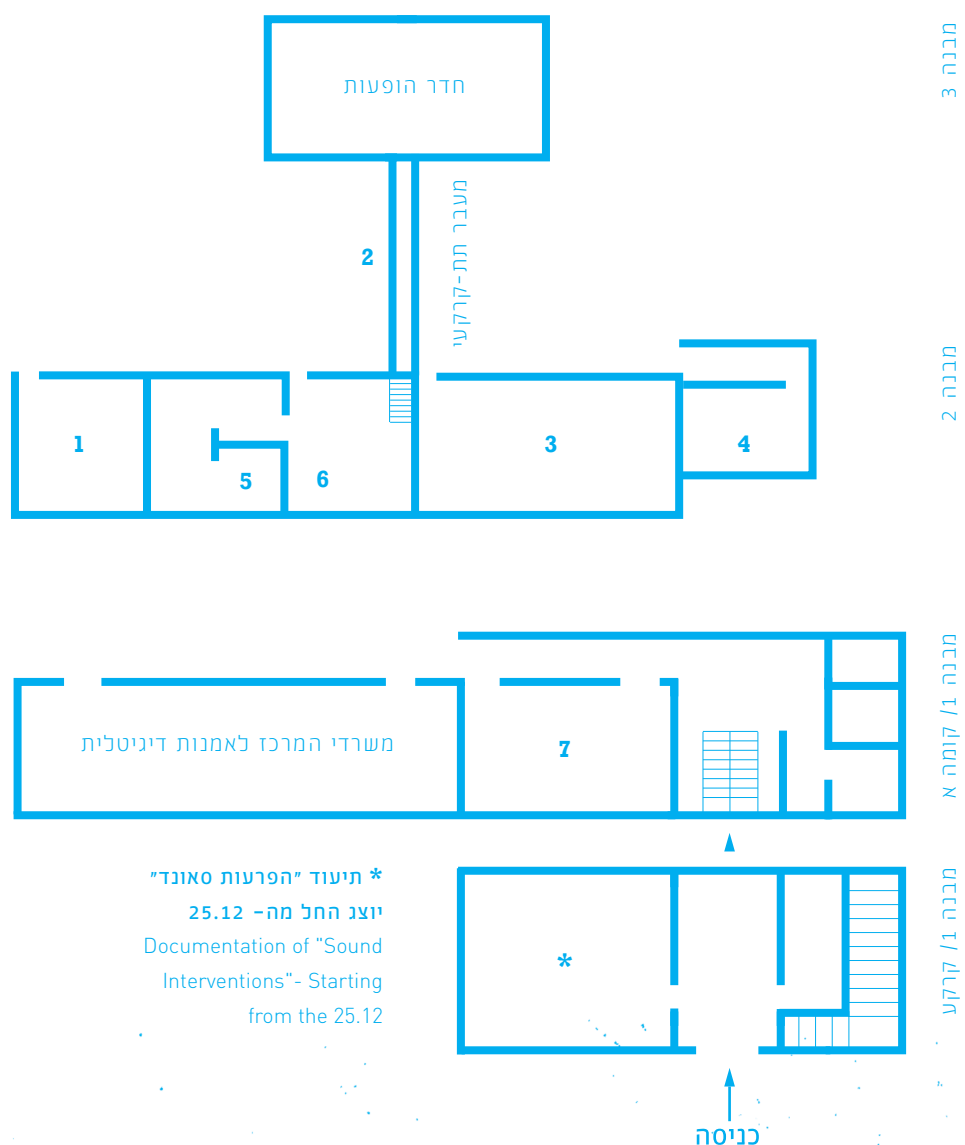 מבנה 3
חדר הופעות
מעבר תת-קרקעי
2
מבנה 2
1
5
6
3
4
מבנה 1/ קומה א
משרדי המרכז לאמנות דיגיטלית
7
מבנה 1/ קרקע
* תיעוד "הפרעות סאונד"
יוצג החל מה- 25.12
Documentation of "Sound
Interventions"- Starting
from the 25.12
*
כניסה